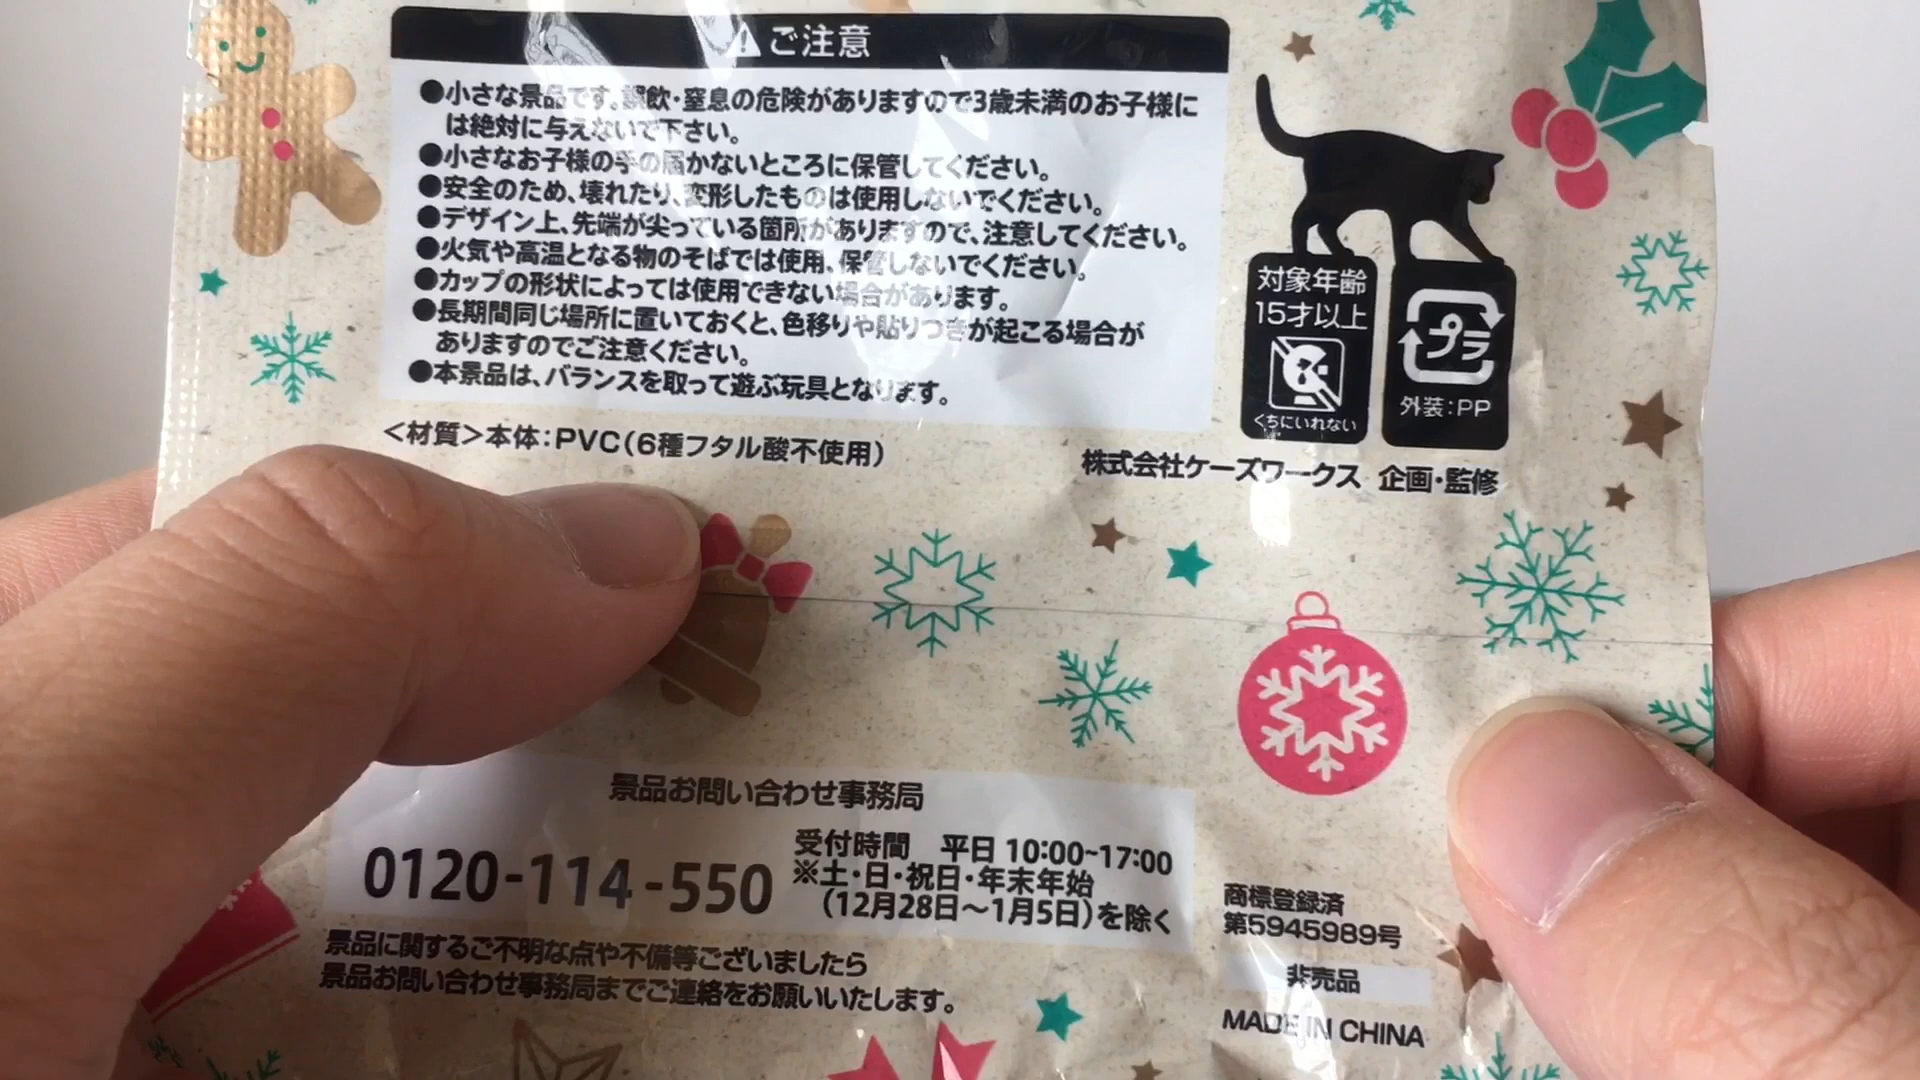 ご注意
●小さな景品です。誤飲・窒息の危険がありますので3歳未満のお子様に
は絶対に与えないで下さい。
●小さなお子様の手の届かないところに保管してください。
●安全のため、壊れたり、変形したものは使用しないでください。
●デザイン上、先端が尖っている箇所がありますので、注意してください。
●火気や高温となる物のそばでは使用、保管しないでください。
●カップの形状によっては使用できない場合があります。
●長期間同じ場所に置いておくと、色移りや貼りつきが起こる場合が
ありますのでご注意ください。
●本景品は、バランスを取って遊ぶ玩具となります。
<材質>本体:PVC(6種フタル酸不使用)
対象年齢
15才以上
くちにいれない
プラ
外装:PP
株式会社ケーズワークス 企画・監修
景品お問い合わせ事務局
0120-114-550
受付時間 平日 10:00~17:00
※土・日・祝日・年末年始
(12月28日～1月5日)を除く
景品に関するご不明な点や不備等ございましたら
景品お問い合わせ事務局までご連絡をお願いいたします。
商標登録済
第5945989号
非売品
MADE IN CHINA